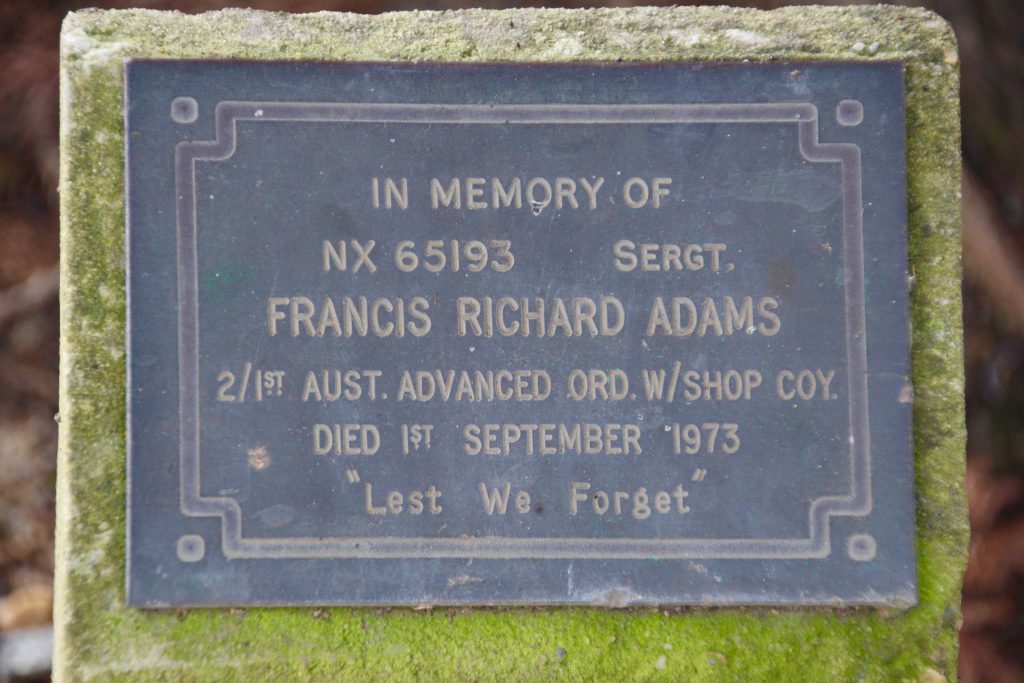 IN MEMORY OF
NX 65193 SERGT.
FRANCIS RICHARD ADAMS
2/1ST AUST. ADVANCED ORD. W/SHOP COY.
DIED 1ST SEPTEMBER 1973
"Lest We Forget"